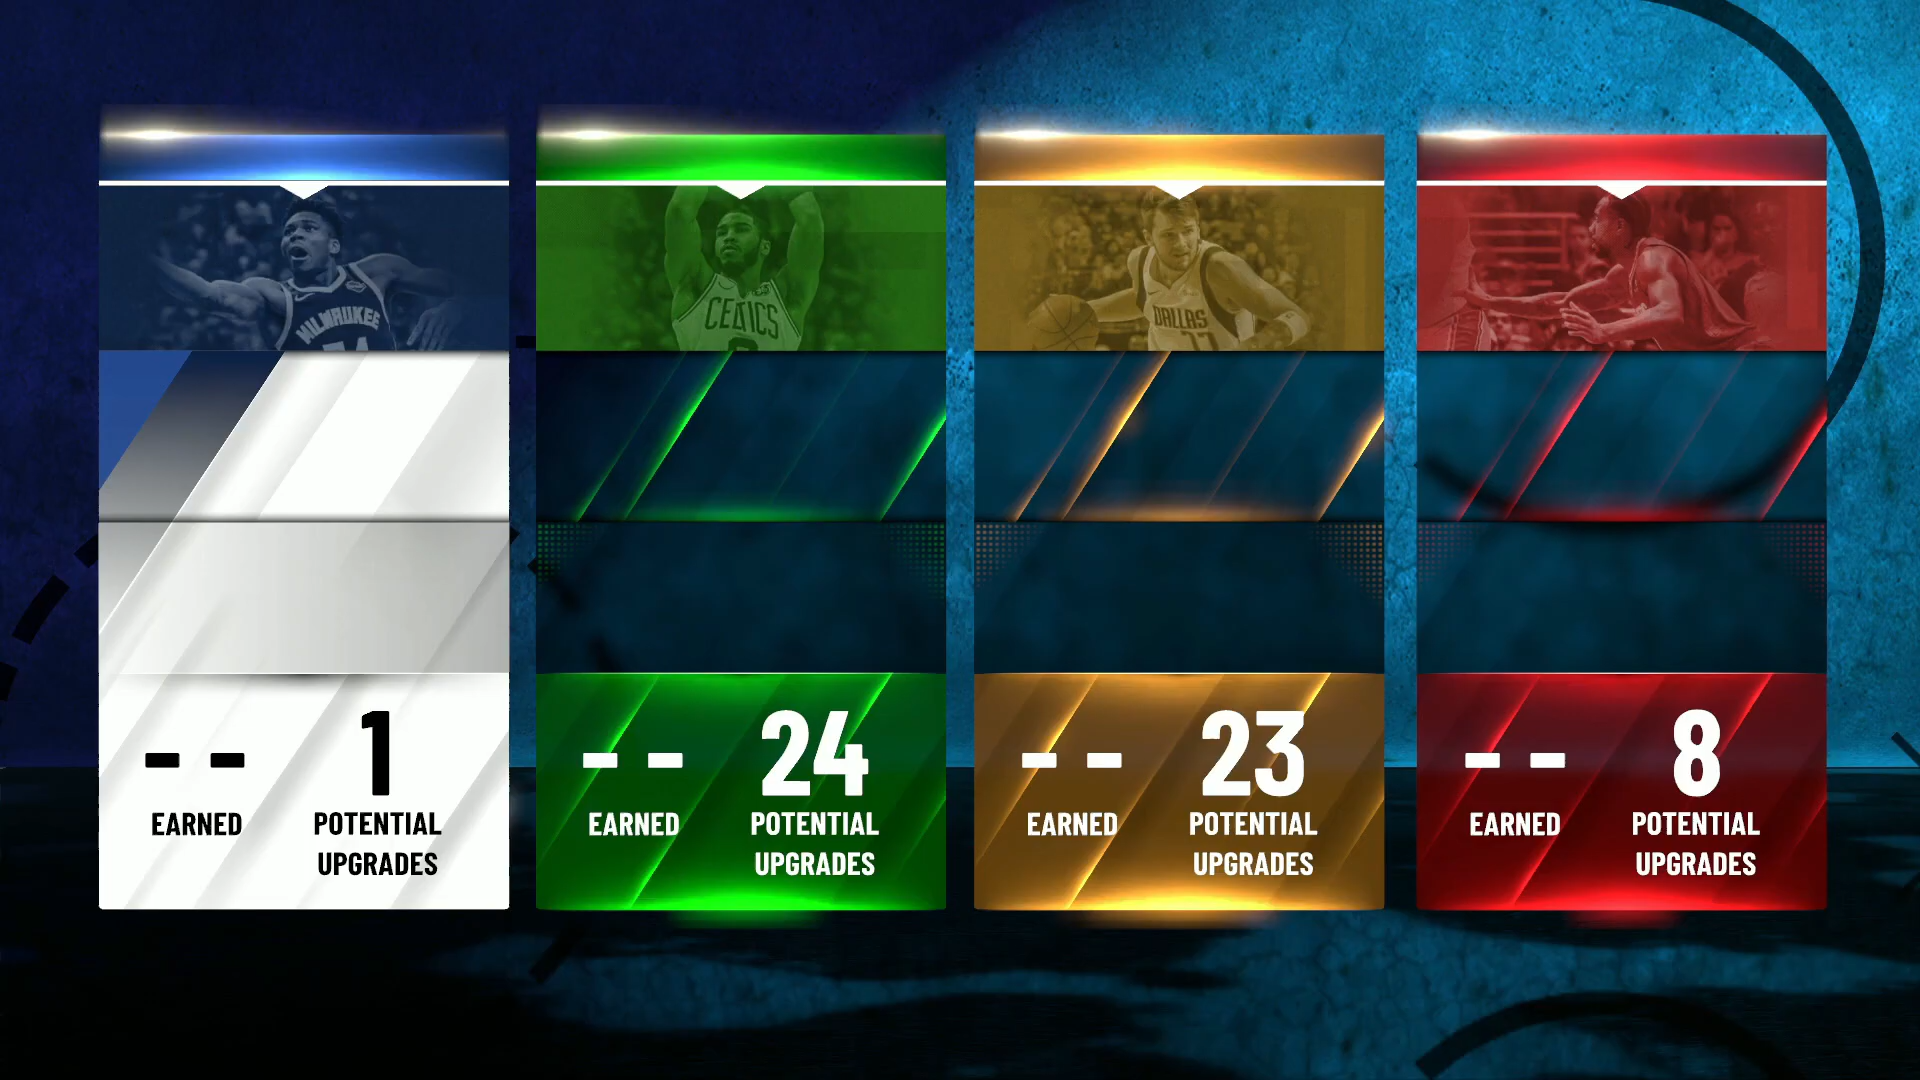 MILWAUKEE
CELTICS
DALLAS
77
-- 1
EARNED POTENTIAL
UPGRADES
-- 24
EARNED POTENTIAL
UPGRADES
-- 23
EARNED POTENTIAL
UPGRADES
-- 8
EARNED POTENTIAL
UPGRADES